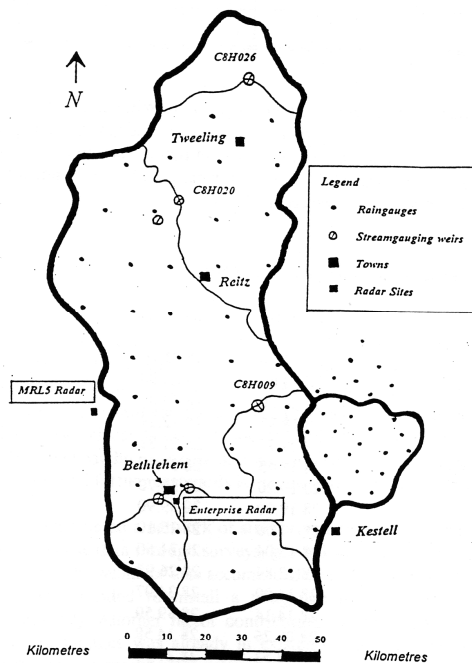 C8H026
N
Tweeling
Legend
Raingauges
Streamgauging weirs
Towns
Radar Sites
C8H020
Reitz
MRL5 Radar
C8H009
Bethlehem
Enterprise Radar
Kestell
Kilometres 0 10 20 30 40 50 Kilometres